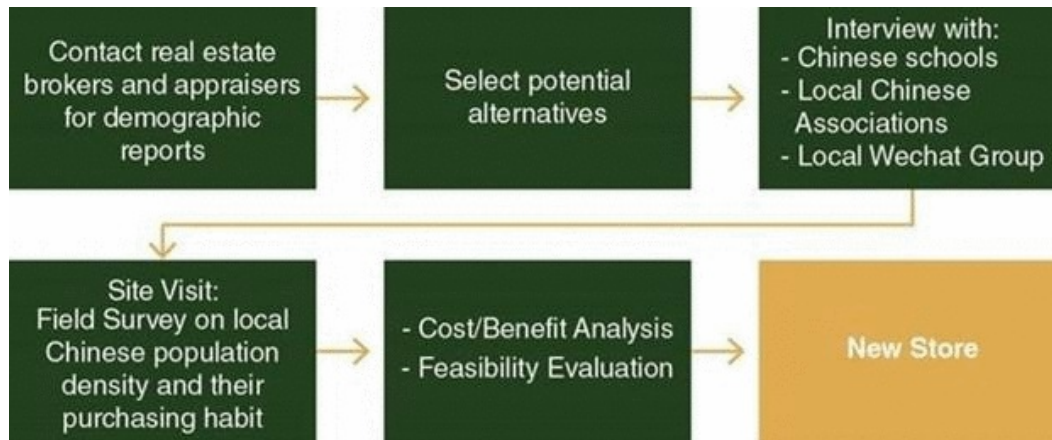 Contact real estate
brokers and appraisers
for demographic
reports
Select potential
alternatives
Interview with:
- Chinese schools
- Local Chinese
Associations
- Local Wechat Group
Site Visit:
Field Survey on local
Chinese population
density and their
purchasing habit
- Cost/Benefit Analysis
- Feasibility Evaluation
New Store